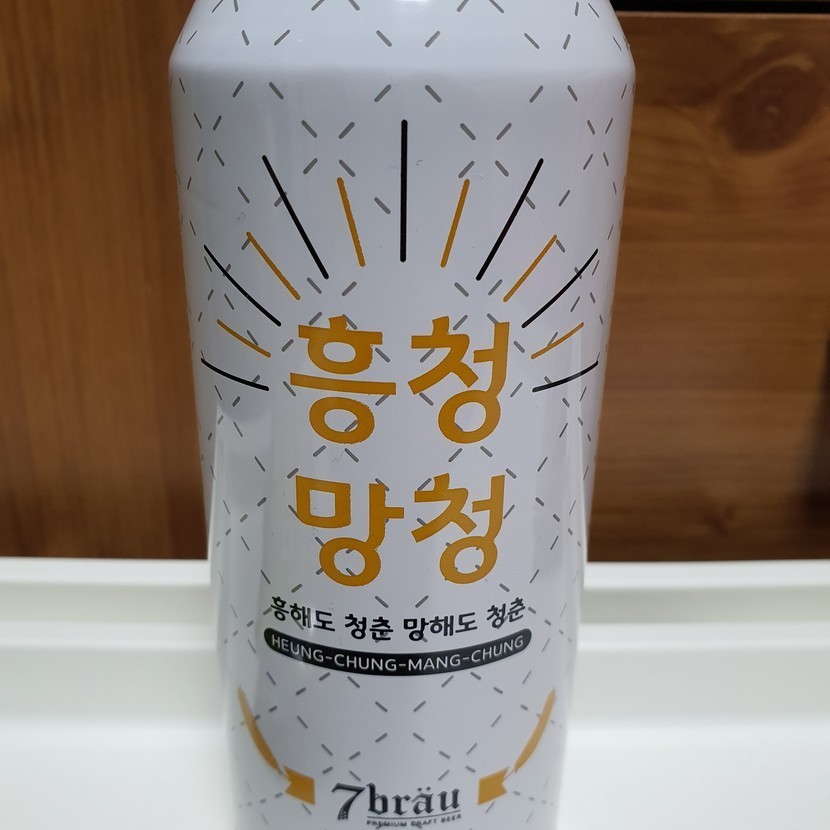 흥청
망청
흥해도 청춘 망해도 청춘
HEUNG-CHUNG-MANG-CHUNG
7bräu
PREMIUM CRAFT BEER